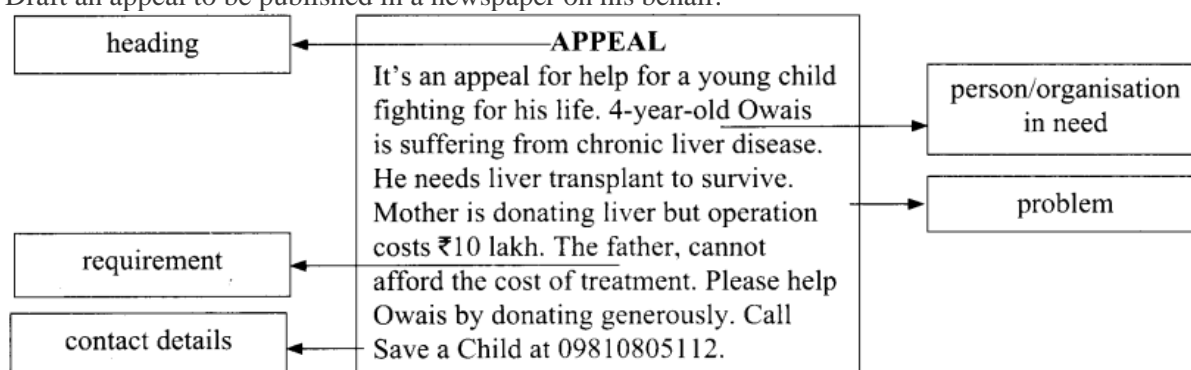 Draft an appeal to be published in a newspaper on his behalf.
heading
APPEAL
It's an appeal for help for a young child
fighting for his life. 4-year-old Owais
is suffering from chronic liver disease.
He needs liver transplant to survive.
Mother is donating liver but operation
costs ₹10 lakh. The father, cannot
afford the cost of treatment. Please help
Owais by donating generously. Call
Save a Child at 09810805112.
person/organisation
in need
problem
requirement
contact details